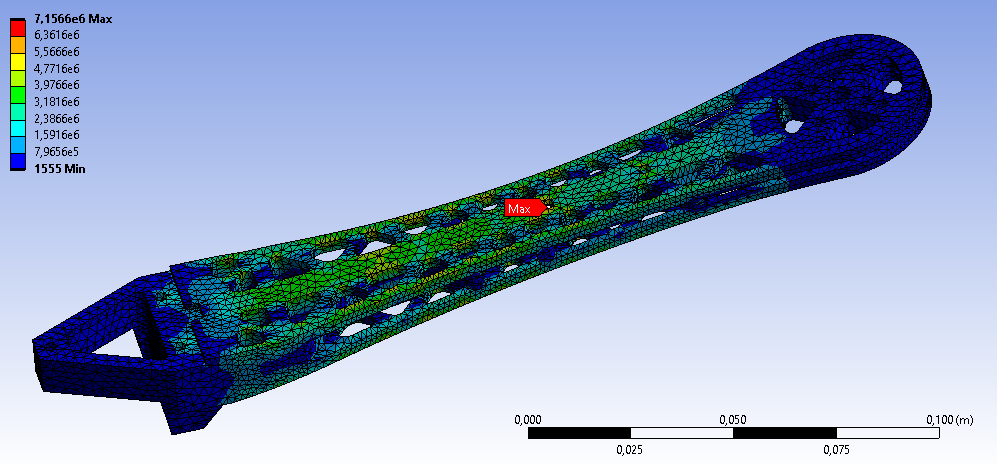 7,1566e6 Max
6,3616e6
5,5666e6
4,7716e6
3,9766e6
3,1816e6
2,3866e6
1,5916e6
7,9656e5
1555 Min
Max
0,000
0,050
0,100 (m)
0,025
0,075